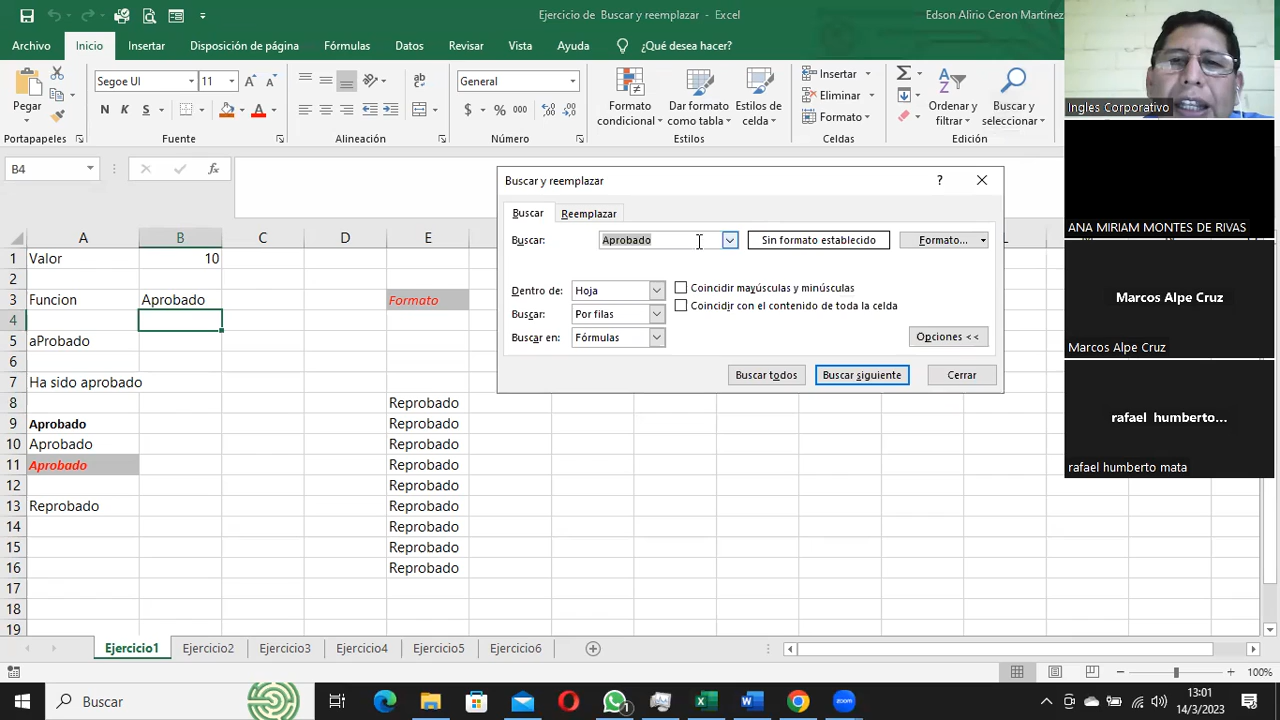 Ejercicio de Buscar y reemplazar - Excel
Edson Alirio Ceron Martinez
Archivo Inicio Insertar Disposición de página Fórmulas Datos Revisar Vista Ayuda ¿Qué desea hacer?
Segoe UI 11
General
Pegar
N K S
$ % 000
Formato condicional
Dar formato como tabla
Estilos de celda
Insertar
Eliminar
Formato
Ordenar y filtrar
Buscar y seleccionar
Portapapeles Fuente Alineación Número Estilos Celdas Edición
B4
fx
Buscar y reemplazar
?
Buscar Reemplazar
Buscar: Aprobado Sin formato establecido Formato...
Dentro de: Hoja Coincidir mayúsculas y minúsculas
Buscar: Por filas Coincidir con el contenido de toda la celda
Buscar en: Fórmulas Opciones <<
Buscar todos Buscar siguiente Cerrar
A B C D E L
1 Valor 10
2
3 Funcion Aprobado Formato
4
5 aProbado
6
7 Ha sido aprobado
8 Reprobado
9 Aprobado Reprobado
10 Aprobado Reprobado
11 Aprobado Reprobado
12 Reprobado
13 Reprobado Reprobado
14 Reprobado
15 Reprobado
16 Reprobado
17
18
19
Ejercicio1 Ejercicio2 Ejercicio3 Ejercicio4 Ejercicio5 Ejercicio6
100%
Buscar
1
13:01
14/3/2023
Ingles Corporativo
ANA MIRIAM MONTES DE RIVAS
Marcos Alpe Cruz
Marcos Alpe Cruz
rafael humberto...
rafael humberto mata